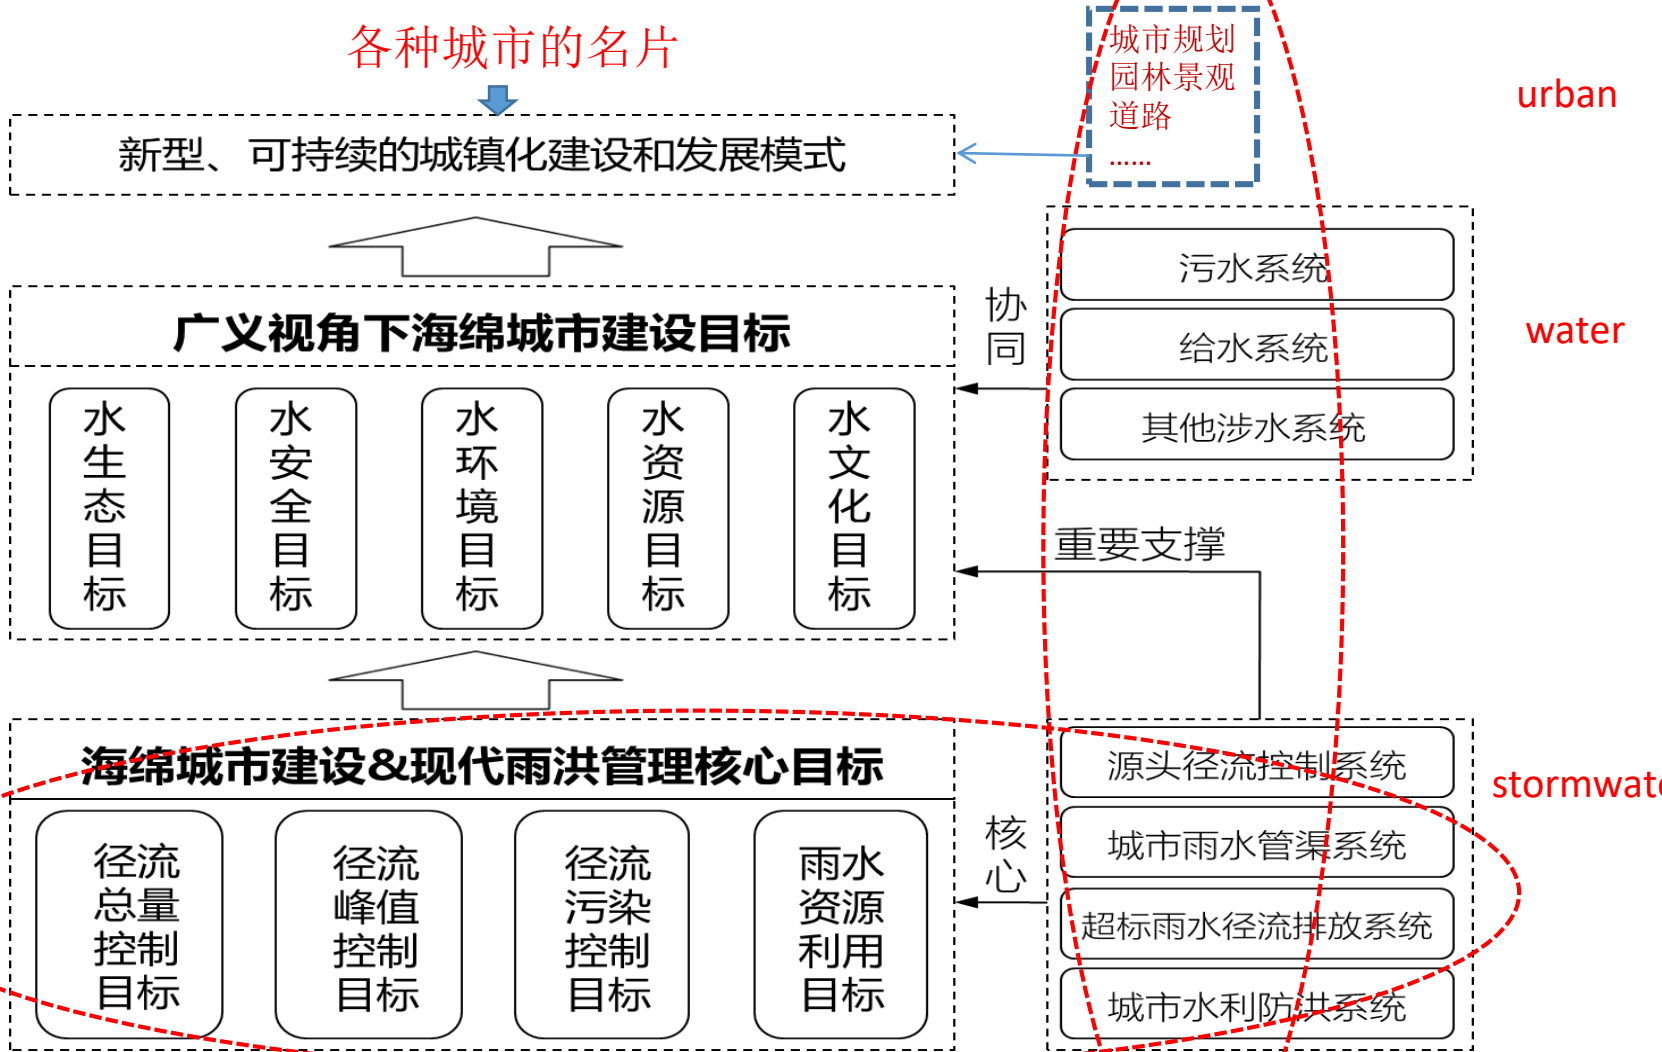 各种城市的名片
城市规划
园林景观
道路
......
urban
新型、可持续的城镇化建设和发展模式
污水系统
给水系统
其他涉水系统
water
协同
广义视角下海绵城市建设目标
水生态目标
水安全目标
水环境目标
水资源目标
水文化目标
重要支撑
海绵城市建设&现代雨洪管理核心目标
径流
总量
控制
目标
径流
峰值
控制
目标
径流
污染
控制
目标
雨水
资源
利用
目标
核心
源头径流控制系统
城市雨水管渠系统
超标雨水径流排放系统
城市水利防洪系统
stormwate